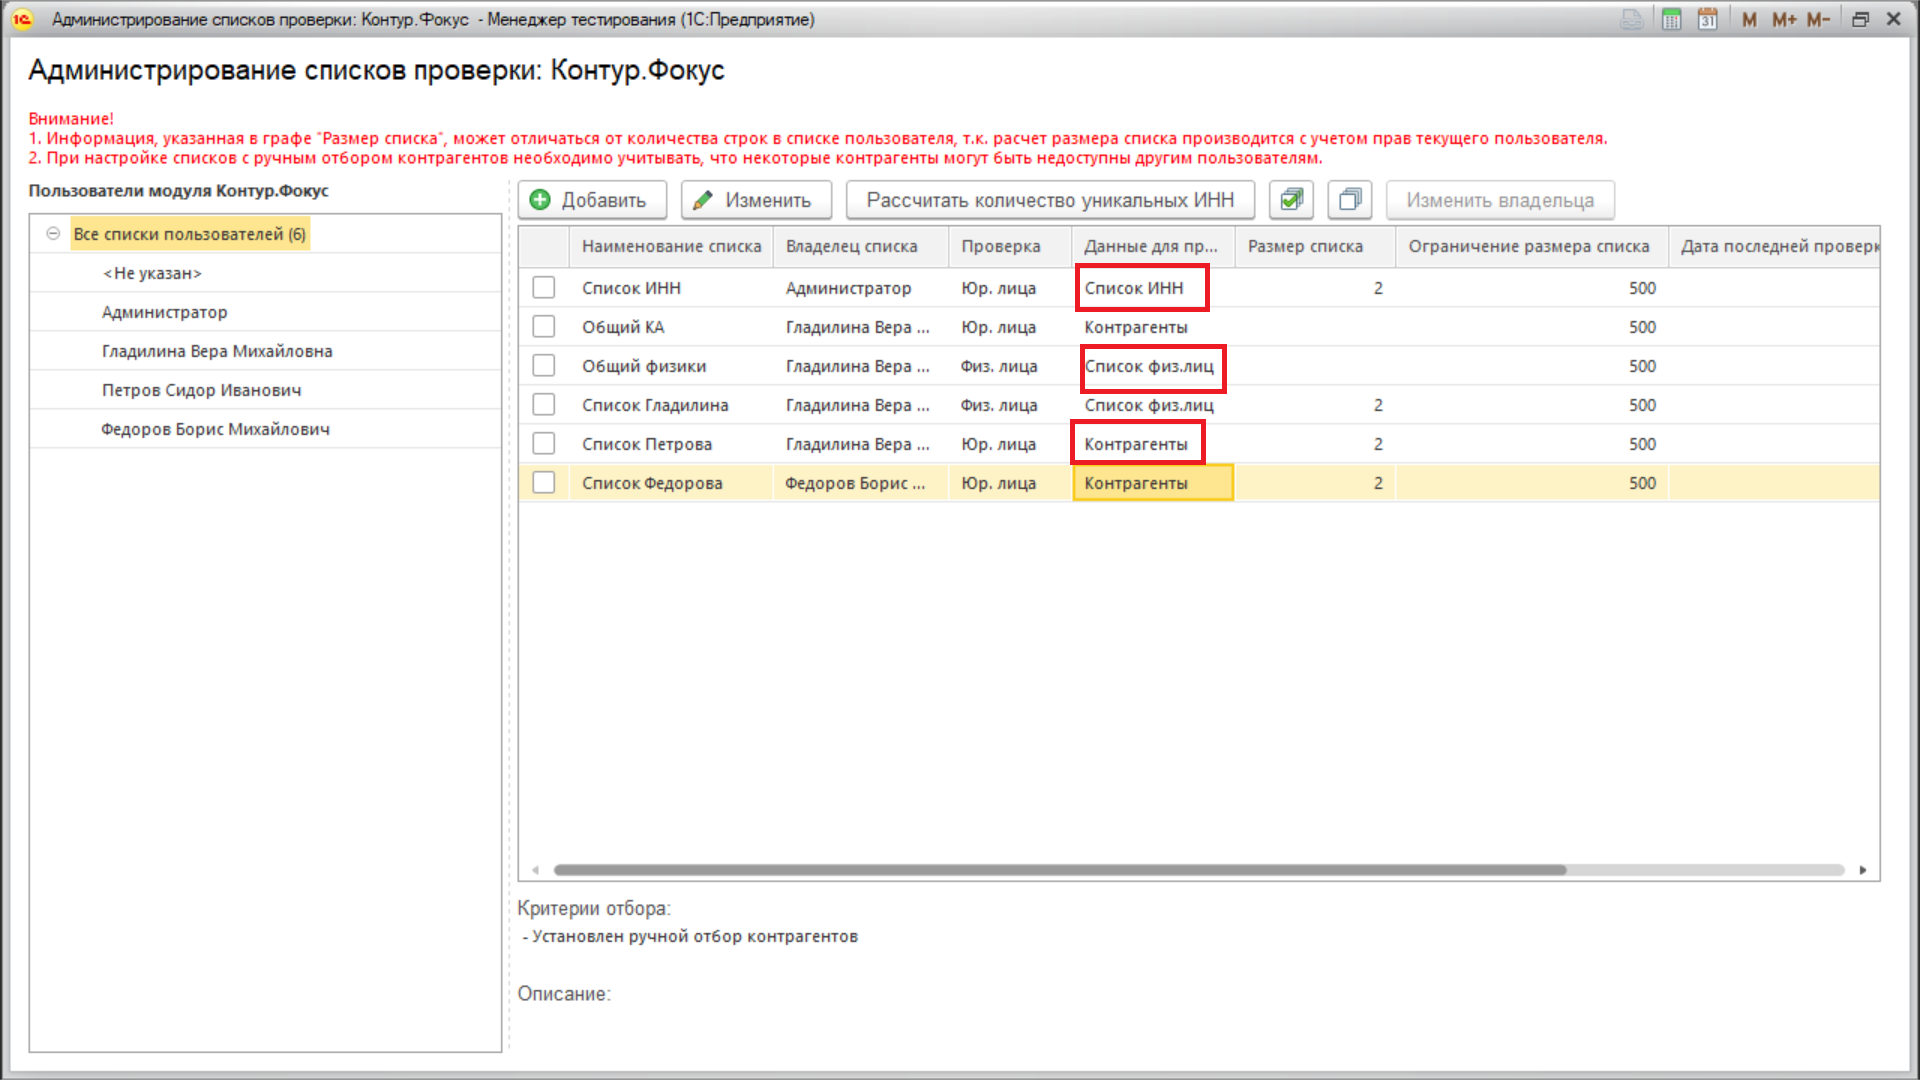 Администрирование списков проверки: Контур.Фокус - Менеджер тестирования (1С:Предприятие)
31 M M+ M-
Администрирование списков проверки: Контур.Фокус
Внимание!
1. Информация, указанная в графе "Размер списка", может отличаться от количества строк в списке пользователя, т.к. расчет размера списка производится с учетом прав текущего пользователя.
2. При настройке списков с ручным отбором контрагентов необходимо учитывать, что некоторые контрагенты могут быть недоступны другим пользователям.
Пользователи модуля Контур.Фокус
Все списки пользователей (6)
<Не указан>
Администратор
Гладилина Вера Михайловна
Петров Сидор Иванович
Федоров Борис Михайлович
Добавить Изменить Рассчитать количество уникальных ИНН Изменить владельца
Наименование списка Владелец списка Проверка Данные для пр... Размер списка Ограничение размера списка Дата последней проверк
Список ИНН Администратор Юр. лица Список ИНН 2 500
Общий КА Гладилина Вера ... Юр. лица Контрагенты 500
Общий физики Гладилина Вера ... Физ. лица Список физ.лиц 500
Список Гладилина Гладилина Вера ... Физ. лица Список физ.лиц 2 500
Список Петрова Гладилина Вера ... Юр. лица Контрагенты 2 500
Список Федорова Федоров Борис ... Юр. лица Контрагенты 2 500
Критерии отбора:
- Установлен ручной отбор контрагентов
Описание: